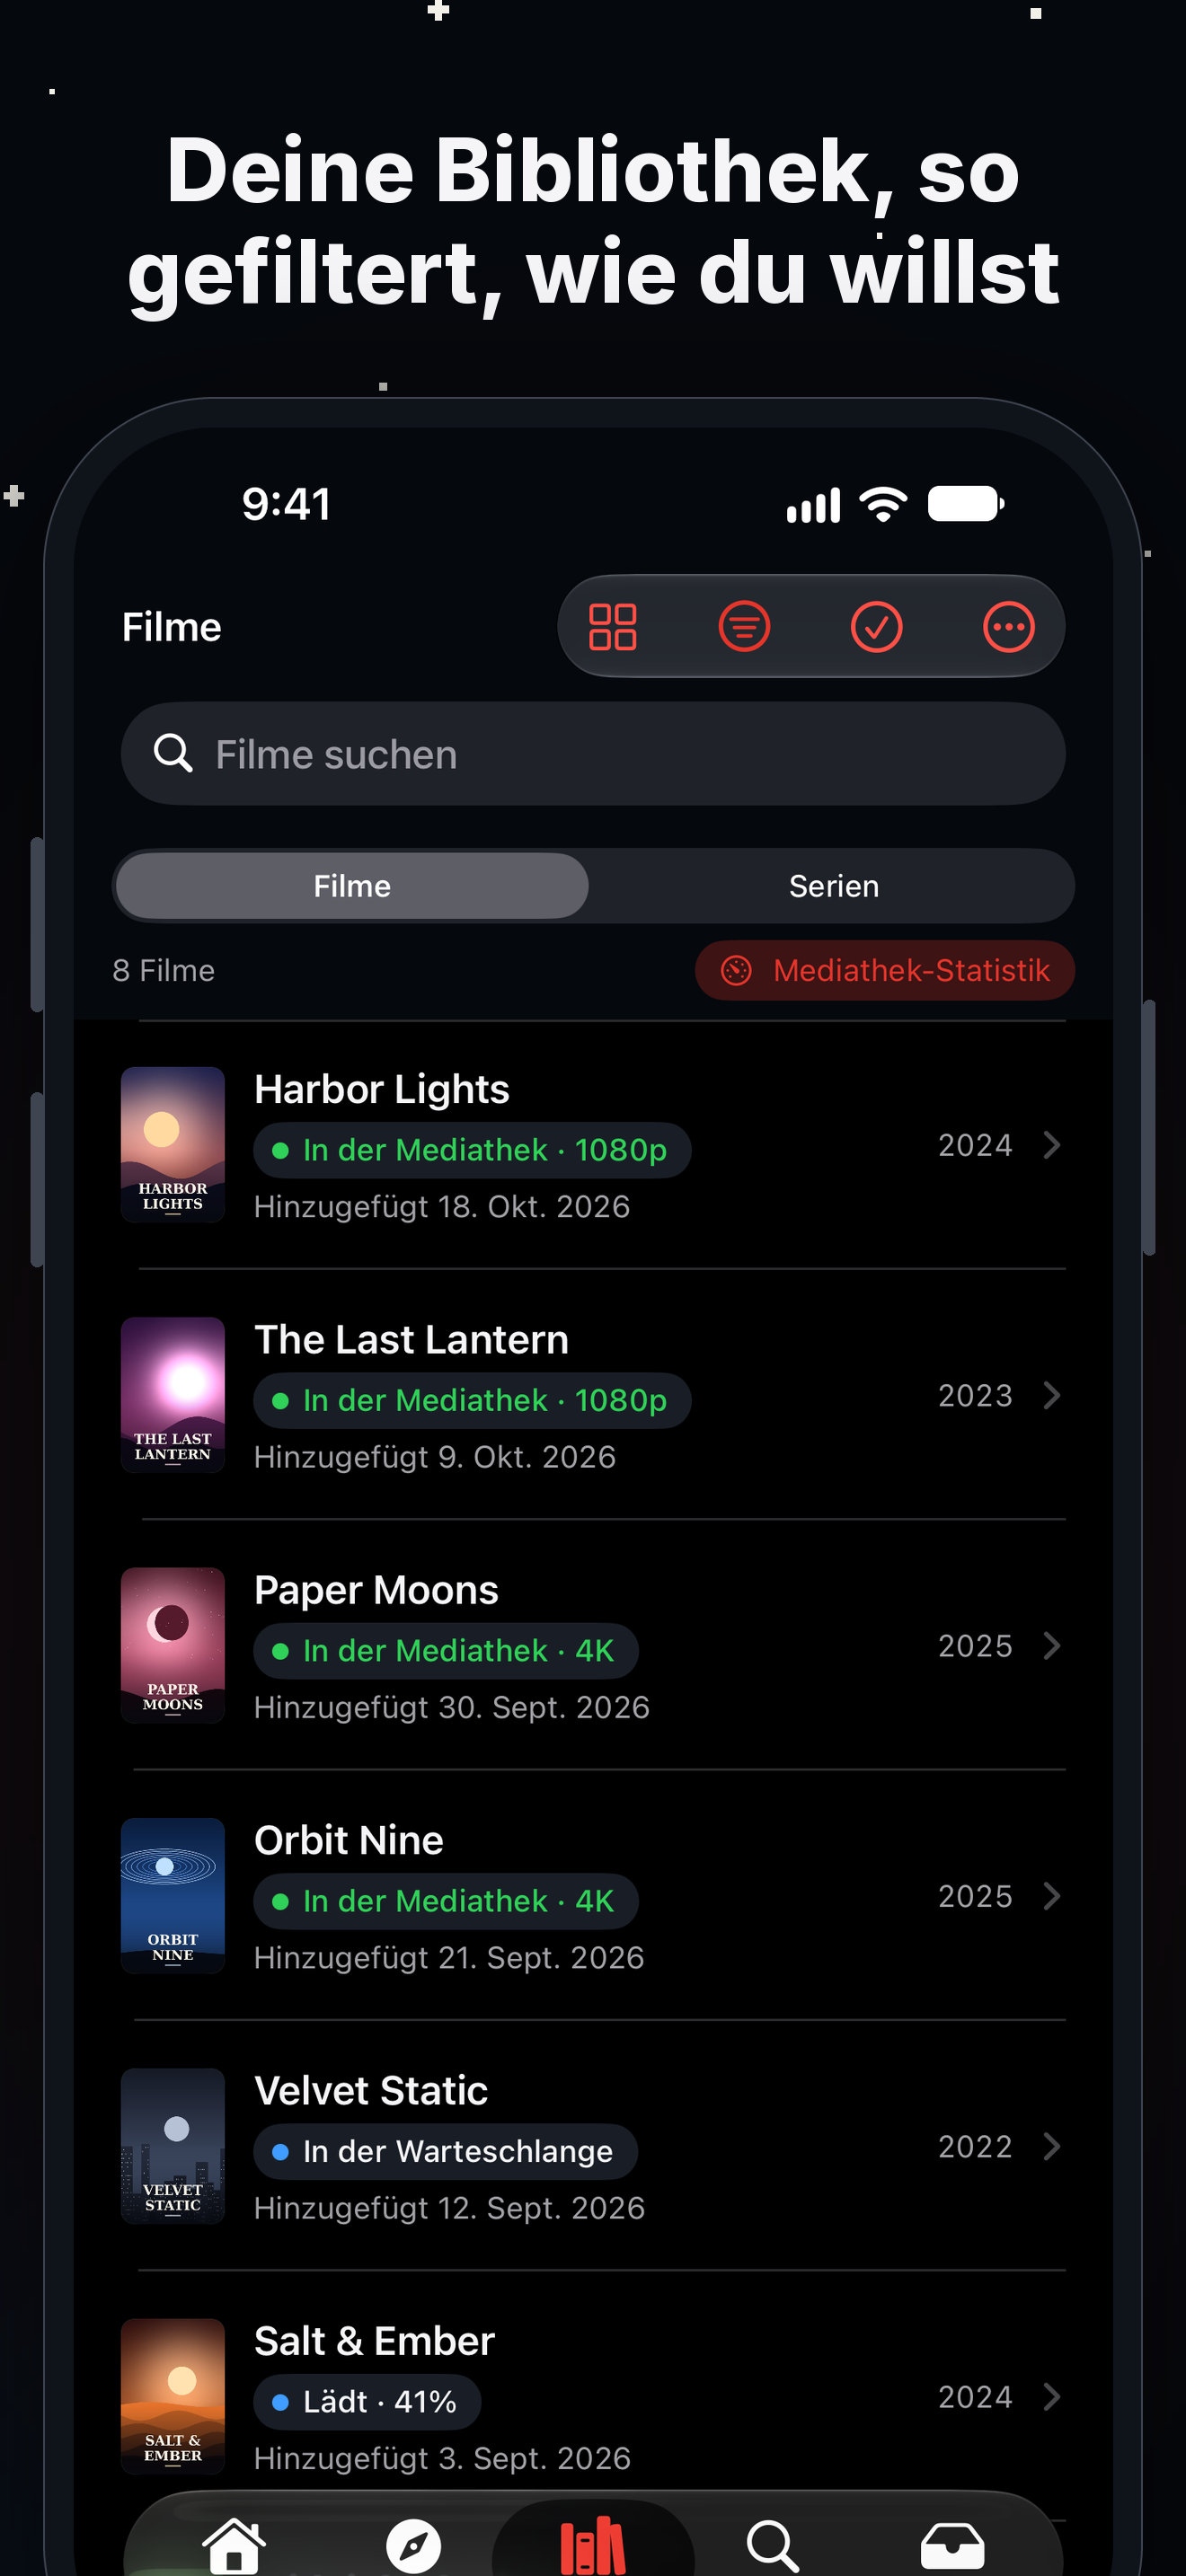 Deine Bibliothek, so
gefiltert, wie du willst
9:41
Filme
Filme suchen
Filme
Serien
8 Filme
Mediathek-Statistik
HARBOR
LIGHTS
Harbor Lights
In der Mediathek · 1080p
Hinzugefügt 18. Okt. 2026
2024
THE LAST
LANTERN
The Last Lantern
In der Mediathek · 1080p
Hinzugefügt 9. Okt. 2026
2023
PAPER
MOONS
Paper Moons
In der Mediathek · 4K
Hinzugefügt 30. Sept. 2026
2025
ORBIT
NINE
Orbit Nine
In der Mediathek · 4K
Hinzugefügt 21. Sept. 2026
2025
VELVET
STATIC
Velvet Static
In der Warteschlange
Hinzugefügt 12. Sept. 2026
2022
SALT &
EMBER
Salt & Ember
Lädt · 41%
Hinzugefügt 3. Sept. 2026
2024